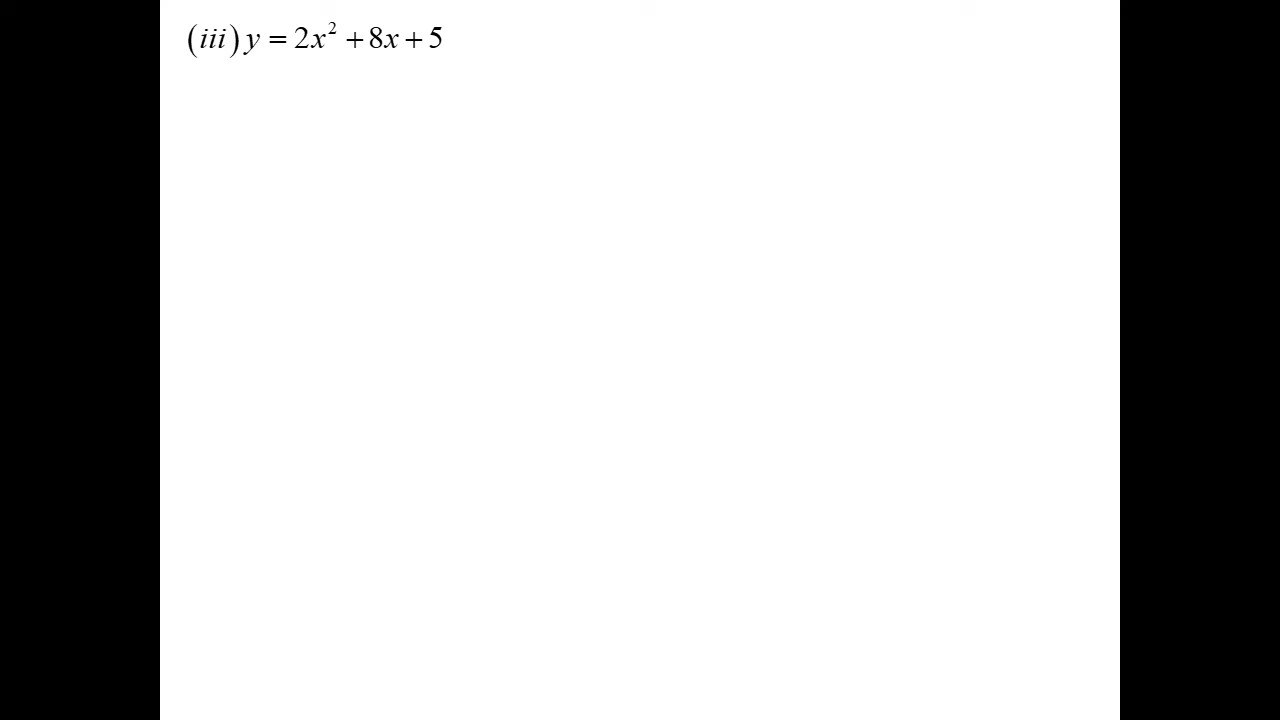 (iii) y = 2x² + 8x + 5